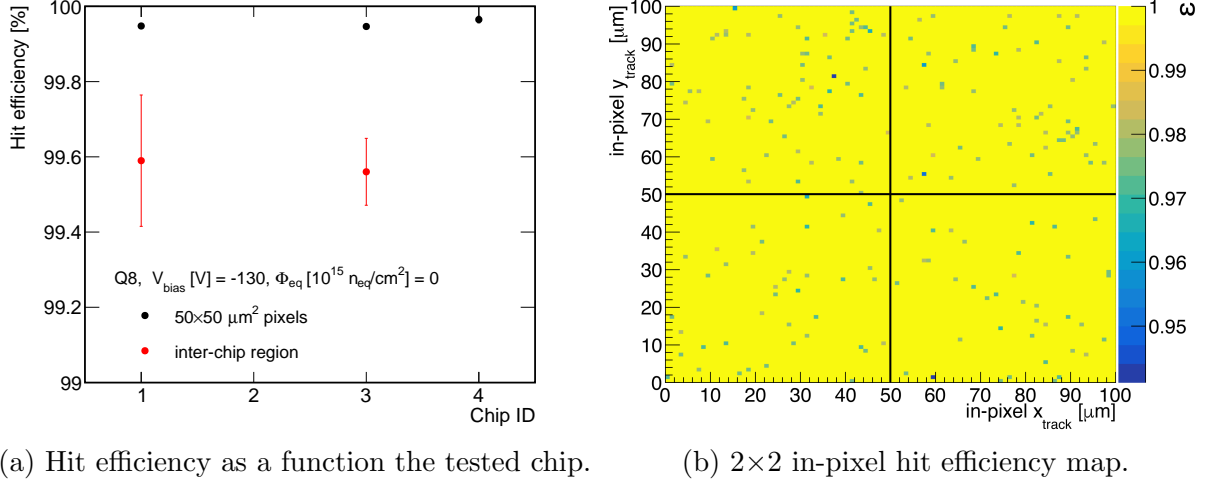 Hit efficiency [%]
100
99.8
99.6
99.4
99.2
99
Q8, V_bias [V] = -130, Φ_eq [10^15 n_eq/cm^2] = 0
50×50 μm^2 pixels
inter-chip region
1
2
3
4
Chip ID
in-pixel y_track [μm]
100
90
80
70
60
50
40
30
20
10
0
0 10 20 30 40 50 60 70 80 90 100
in-pixel x_track [μm]
ε
1
0.99
0.98
0.97
0.96
0.95
(a) Hit efficiency as a function the tested chip.
(b) 2×2 in-pixel hit efficiency map.